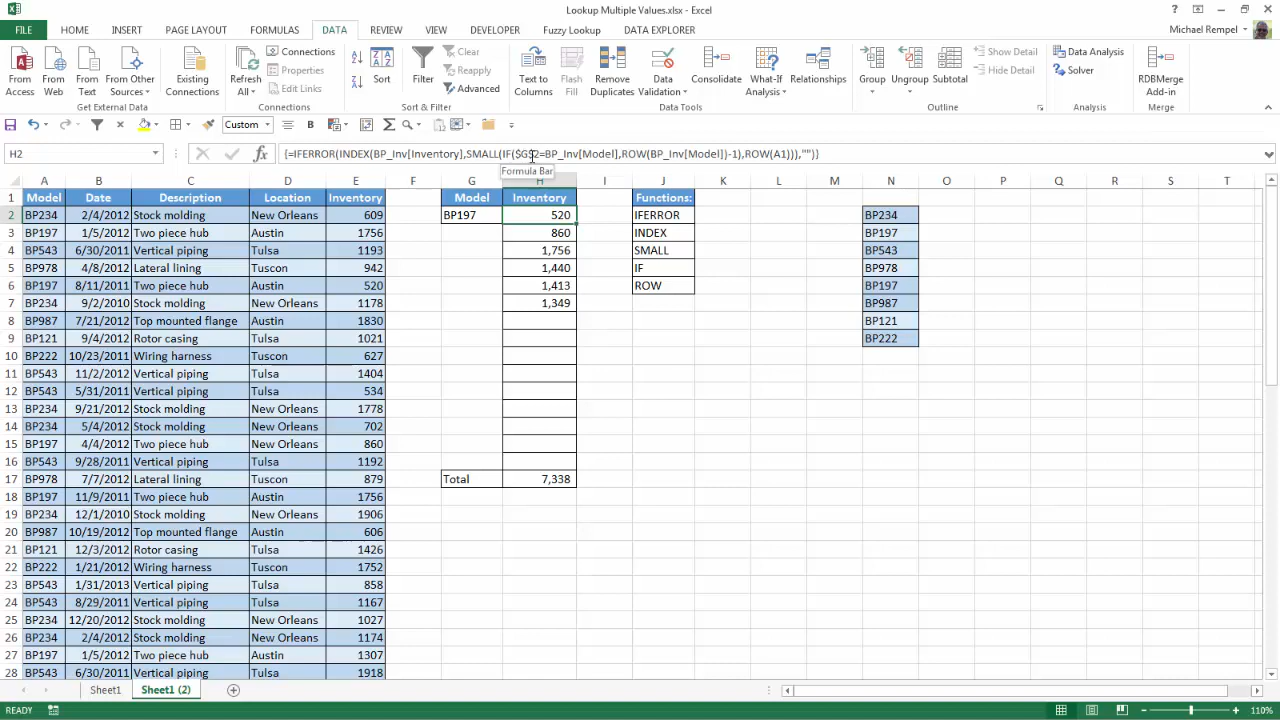 Lookup Multiple Values.xlsx - Excel
FILE HOME INSERT PAGE LAYOUT FORMULAS DATA REVIEW VIEW DEVELOPER Fuzzy Lookup DATA EXPLORER Michael Rempel
From Access
From Web
From Text
From Other Sources
Existing Connections
Get External Data
Refresh All
Connections
Properties
Edit Links
Connections
Sort
Filter
Clear
Reapply
Advanced
Sort & Filter
Text to Columns
Flash Fill
Remove Duplicates
Data Validation
Consolidate
What-If Analysis
Relationships
Data Tools
Group
Ungroup
Subtotal
Show Detail
Hide Detail
Outline
Data Analysis
Solver
Analysis
RDBMerge Add-in
Merge
Custom
B
H2 fx {=IFERROR(INDEX(BP_Inv[Inventory],SMALL(IF($G$2=BP_Inv[Model],ROW(BP_Inv[Model])-1),ROW(A1))),"")}
Formula Bar
A B C D E F G H I J K L M N O P Q R S T
1 Model Date Description Location Inventory Model Inventory Functions:
2 BP234 2/4/2012 Stock molding New Orleans 609 BP197 520 IFERROR BP234
3 BP197 1/5/2012 Two piece hub Austin 1756 860 INDEX BP197
4 BP543 6/30/2011 Vertical piping Tulsa 1193 1,756 SMALL BP543
5 BP978 4/8/2012 Lateral lining Tuscon 942 1,440 IF BP978
6 BP197 8/11/2011 Two piece hub Austin 520 1,413 ROW BP197
7 BP234 9/2/2010 Stock molding New Orleans 1178 1,349 BP987
8 BP987 7/21/2012 Top mounted flange Austin 1830 BP121
9 BP121 9/4/2012 Rotor casing Tulsa 1021 BP222
10 BP222 10/23/2011 Wiring harness Tuscon 627
11 BP543 11/2/2011 Vertical piping Tulsa 1404
12 BP543 5/31/2011 Vertical piping Tulsa 534
13 BP234 9/21/2012 Stock molding New Orleans 1778
14 BP234 5/4/2012 Stock molding New Orleans 702
15 BP197 4/4/2012 Two piece hub New Orleans 860
16 BP543 9/28/2011 Vertical piping Tulsa 1192
17 BP978 7/7/2012 Lateral lining Tuscon 879 Total 7,338
18 BP197 11/9/2011 Two piece hub Austin 1756
19 BP234 12/1/2010 Stock molding New Orleans 1906
20 BP987 10/19/2012 Top mounted flange Austin 606
21 BP121 12/3/2012 Rotor casing Tulsa 1426
22 BP222 1/21/2012 Wiring harness Tuscon 1752
23 BP543 1/31/2013 Vertical piping Tulsa 858
24 BP543 8/29/2011 Vertical piping Tulsa 1167
25 BP234 12/20/2012 Stock molding New Orleans 1027
26 BP234 2/4/2012 Stock molding New Orleans 1174
27 BP197 1/5/2012 Two piece hub Austin 1307
28 BP543 6/30/2011 Vertical piping Tulsa 1918
Sheet1 Sheet1 (2)
READY 110%